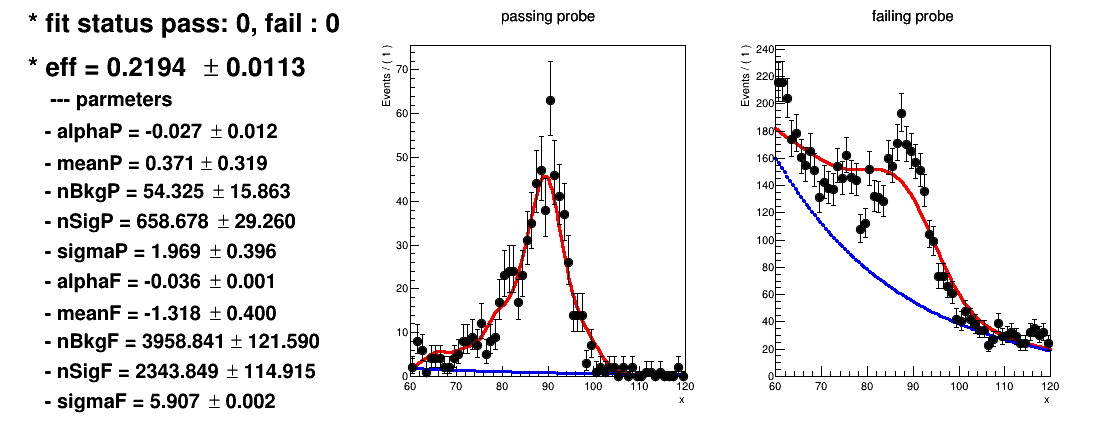 * fit status pass: 0, fail : 0
* eff = 0.2194 ± 0.0113
--- parmeters
- alphaP = -0.027 ± 0.012
- meanP = 0.371 ± 0.319
- nBkgP = 54.325 ± 15.863
- nSigP = 658.678 ± 29.260
- sigmaP = 1.969 ± 0.396
- alphaF = -0.036 ± 0.001
- meanF = -1.318 ± 0.400
- nBkgF = 3958.841 ± 121.590
- nSigF = 2343.849 ± 114.915
- sigmaF = 5.907 ± 0.002
passing probe
Events / ( 1 )
70
60
50
40
30
20
10
0
60 70 80 90 100 110 120
x
failing probe
Events / ( 1 )
240
220
200
180
160
140
120
100
80
60
40
20
0
60 70 80 90 100 110 120
x